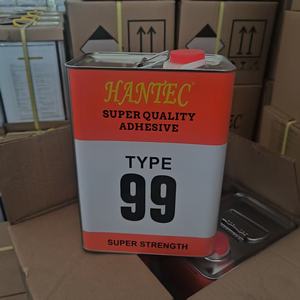 HANTEC
SUPER QUALITY
ADHESIVE
TYPE
99
SUPER STRENGTH